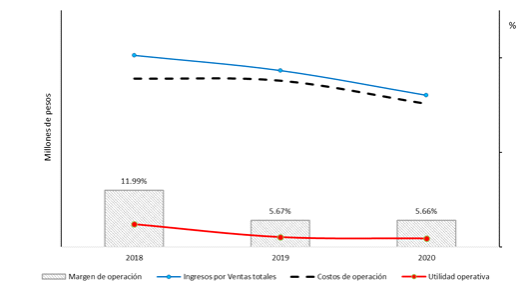 %
Millones de pesos
11.99%
5.67%
5.66%
2018 2019 2020
Margen de operación Ingresos por Ventas totales Costos de operación Utilidad operativa